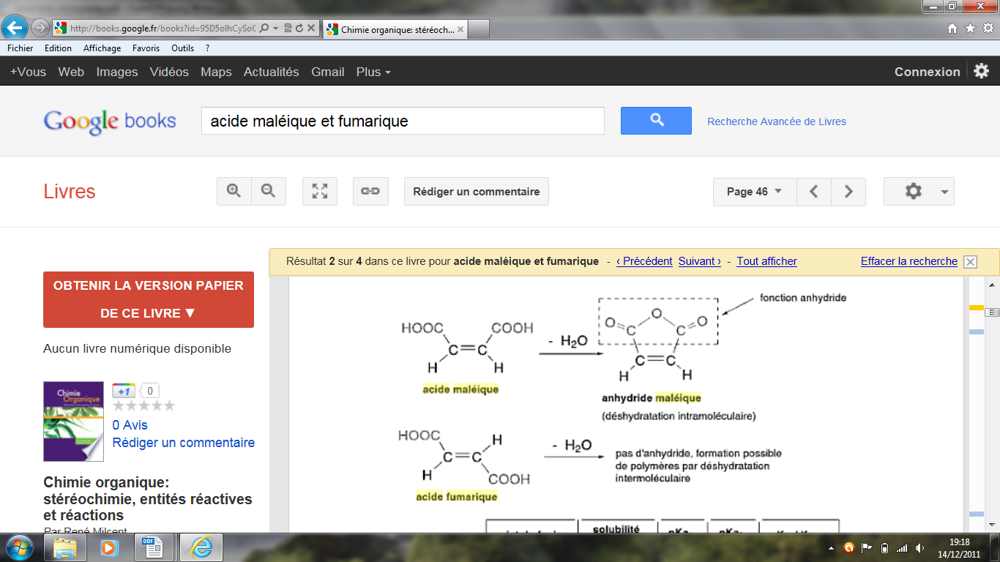 http://books.google.fr/books?id=95D5oIhCySoC
Chimie organique: stéréoch...
Fichier Edition Affichage Favoris Outils ?
+Vous Web Images Vidéos Maps Actualités Gmail Plus
Connexion
Google books
acide maléique et fumarique
Recherche Avancée de Livres
Livres
Rédiger un commentaire
Page 46
Résultat 2 sur 4 dans ce livre pour acide maléique et fumarique - ‹ Précédent Suivant › - Tout afficher
Effacer la recherche
OBTENIR LA VERSION PAPIER
DE CE LIVRE ▼
Aucun livre numérique disponible
Chimie
Organique
+1 0
0 Avis
Rédiger un commentaire
Chimie organique:
stéréochimie, entités réactives
et réactions
Par René Milcent
fonction anhydride
HOOC COOH
C=C
H H
- H₂O
O
O O
C C
C=C
H H
acide maléique
anhydride maléique
(déshydratation intramoléculaire)
HOOC H
C=C
H COOH
- H₂O
pas d'anhydride, formation possible
de polymères par déshydratation
intermoléculaire
acide fumarique
solubilité
ODF
19:18
14/12/2011